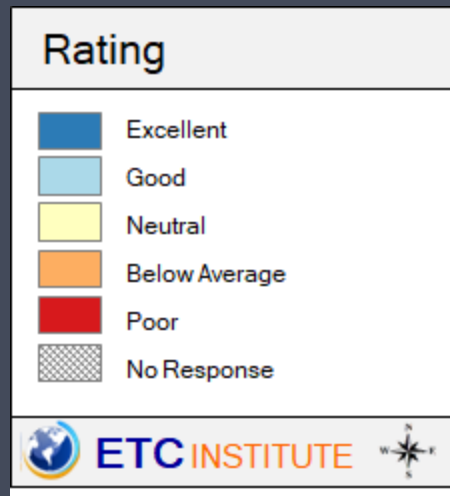 Rating
Excellent
Good
Neutral
Below Average
Poor
No Response
N
ETC INSTITUTE
W E
S